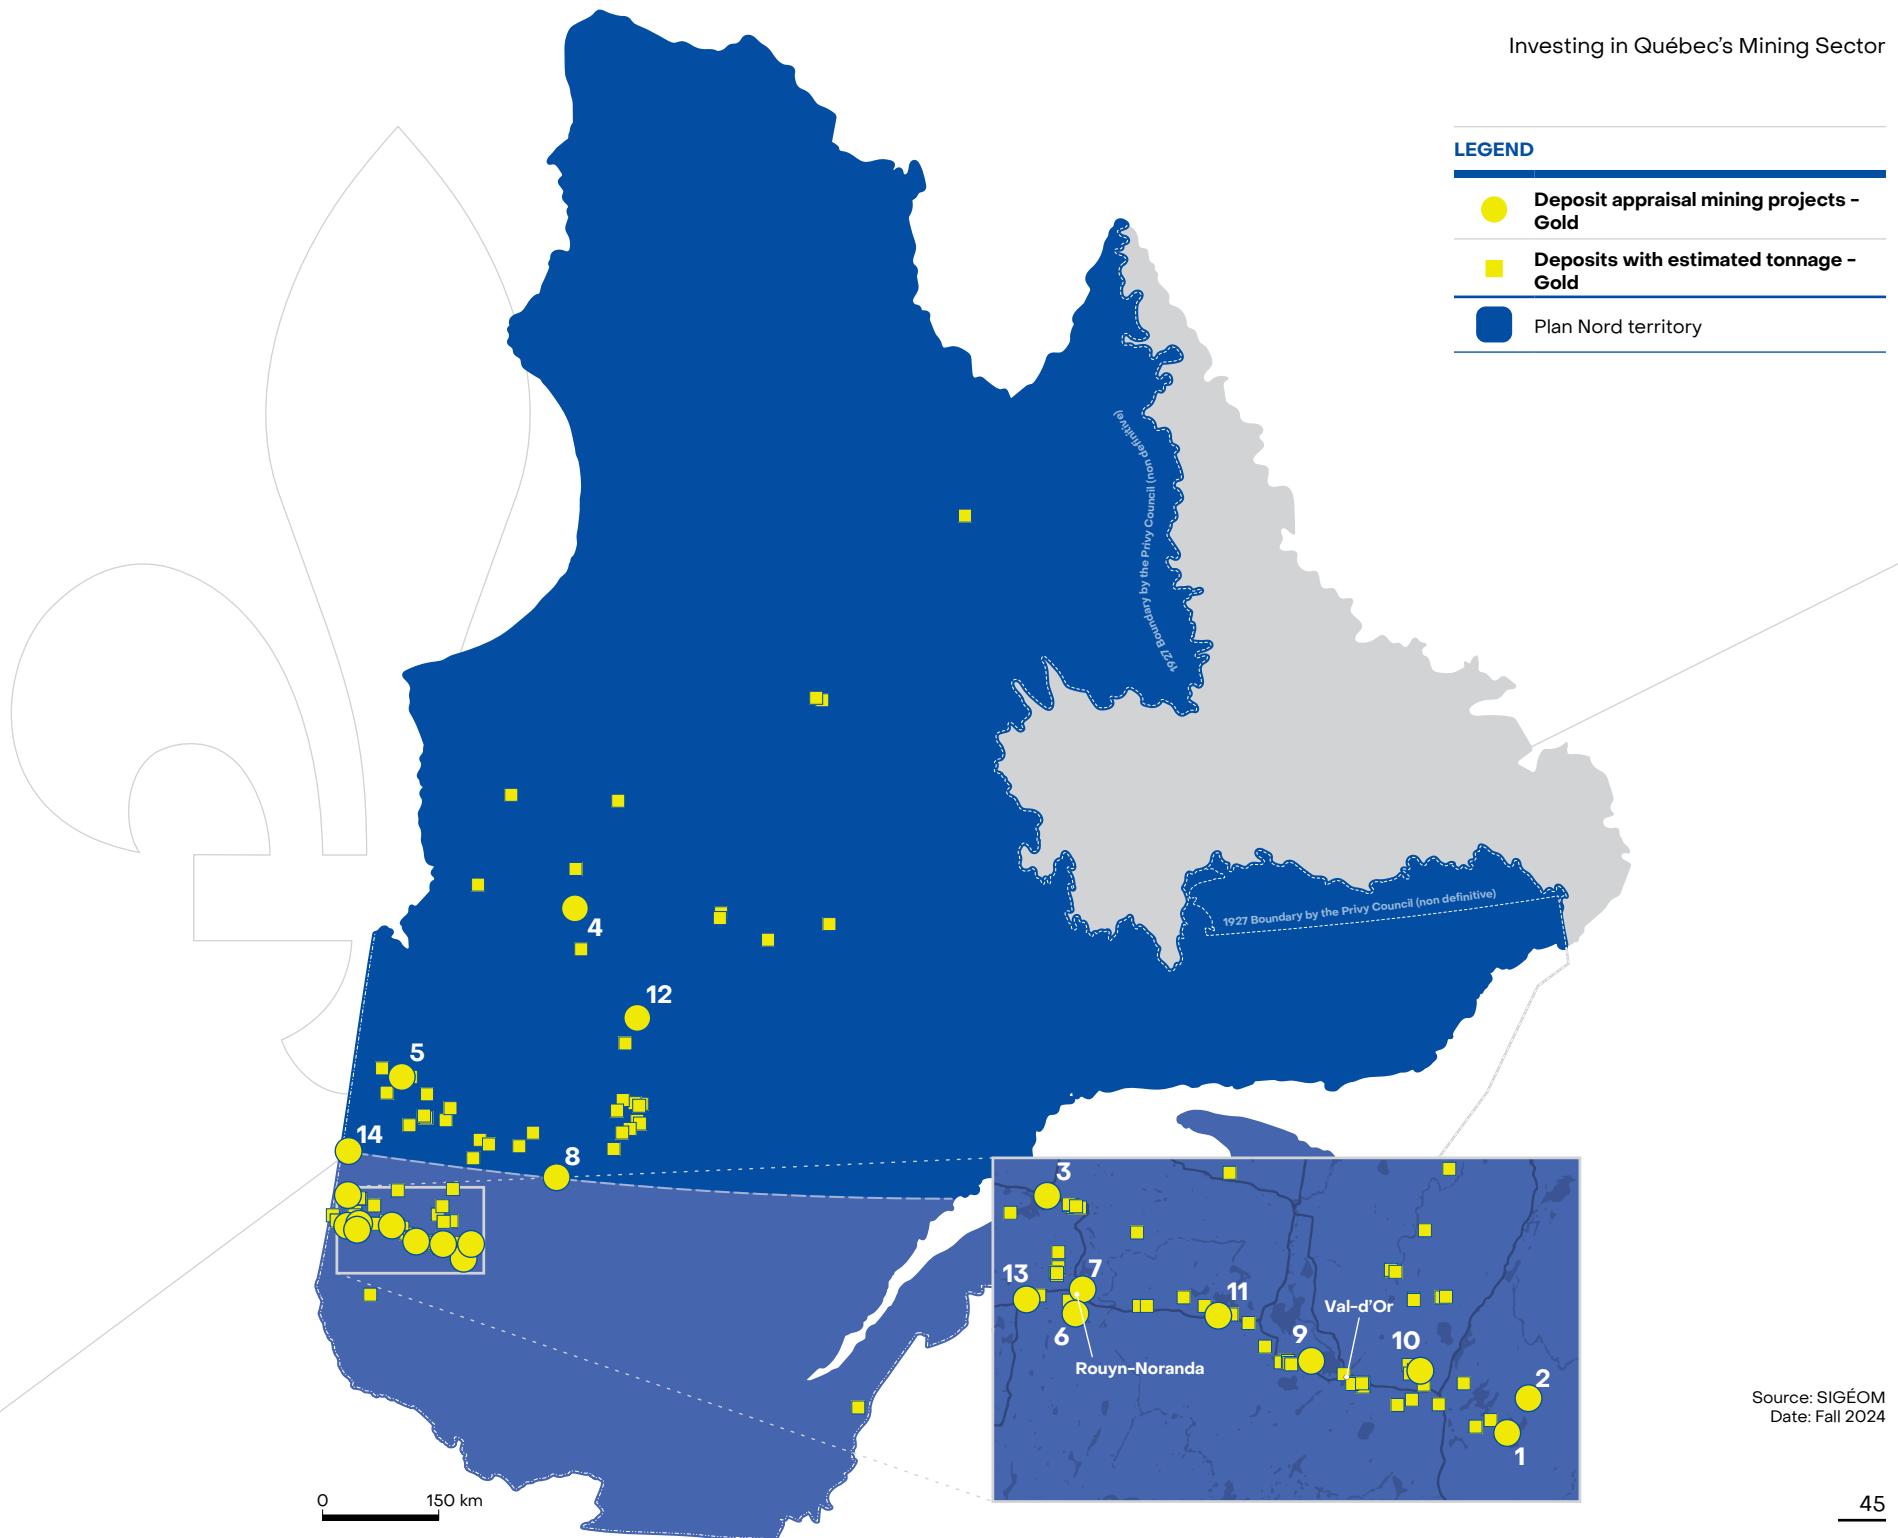 Investing in Québec's Mining Sector
LEGEND
Deposit appraisal mining projects –
Gold
Deposits with estimated tonnage –
Gold
Plan Nord territory
1927 Boundary by the Privy Council (non definitive)
1927 Boundary by the Privy Council (non definitive)
4
12
5
14
8
3
13
7
11
6
Rouyn-Noranda
Val-d'Or
9
10
2
1
Source: SIGÉOM
Date: Fall 2024
0
150 km
45